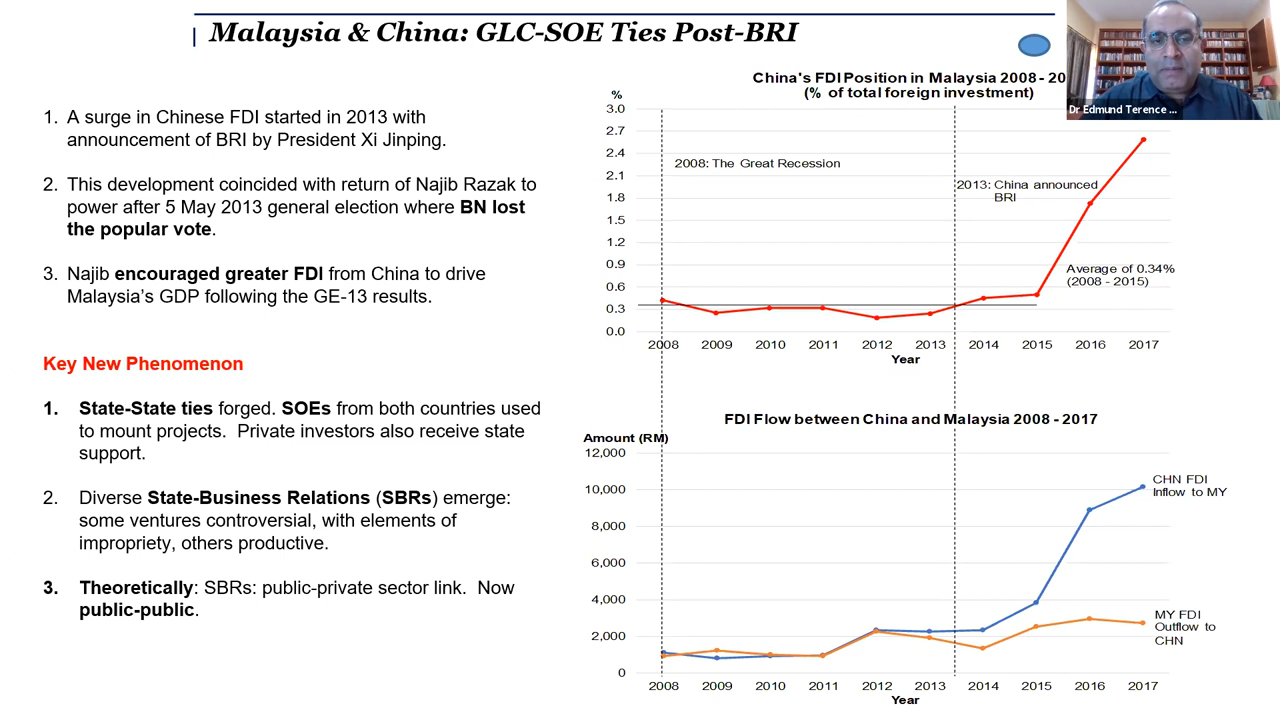 Malaysia & China: GLC-SOE Ties Post-BRI
Dr Edmund Terence ...
1. A surge in Chinese FDI started in 2013 with
announcement of BRI by President Xi Jinping.
2. This development coincided with return of Najib Razak to
power after 5 May 2013 general election where BN lost
the popular vote.
3. Najib encouraged greater FDI from China to drive
Malaysia's GDP following the GE-13 results.
Key New Phenomenon
1. State-State ties forged. SOEs from both countries used
to mount projects. Private investors also receive state
support.
2. Diverse State-Business Relations (SBRs) emerge:
some ventures controversial, with elements of
impropriety, others productive.
3. Theoretically: SBRs: public-private sector link. Now
public-public.
China's FDI Position in Malaysia 2008 - 20
(% of total foreign investment)
%
3.0
2.7
2.4
2.1
1.8
1.5
1.2
0.9
0.6
0.3
0.0
2008: The Great Recession
2013: China announced
BRI
Average of 0.34%
(2008 - 2015)
2008 2009 2010 2011 2012 2013 2014 2015 2016 2017
Year
FDI Flow between China and Malaysia 2008 - 2017
Amount (RM)
12,000
10,000
8,000
6,000
4,000
2,000
0
CHN FDI
Inflow to MY
MY FDI
Outflow to
CHN
2008 2009 2010 2011 2012 2013 2014 2015 2016 2017
Year